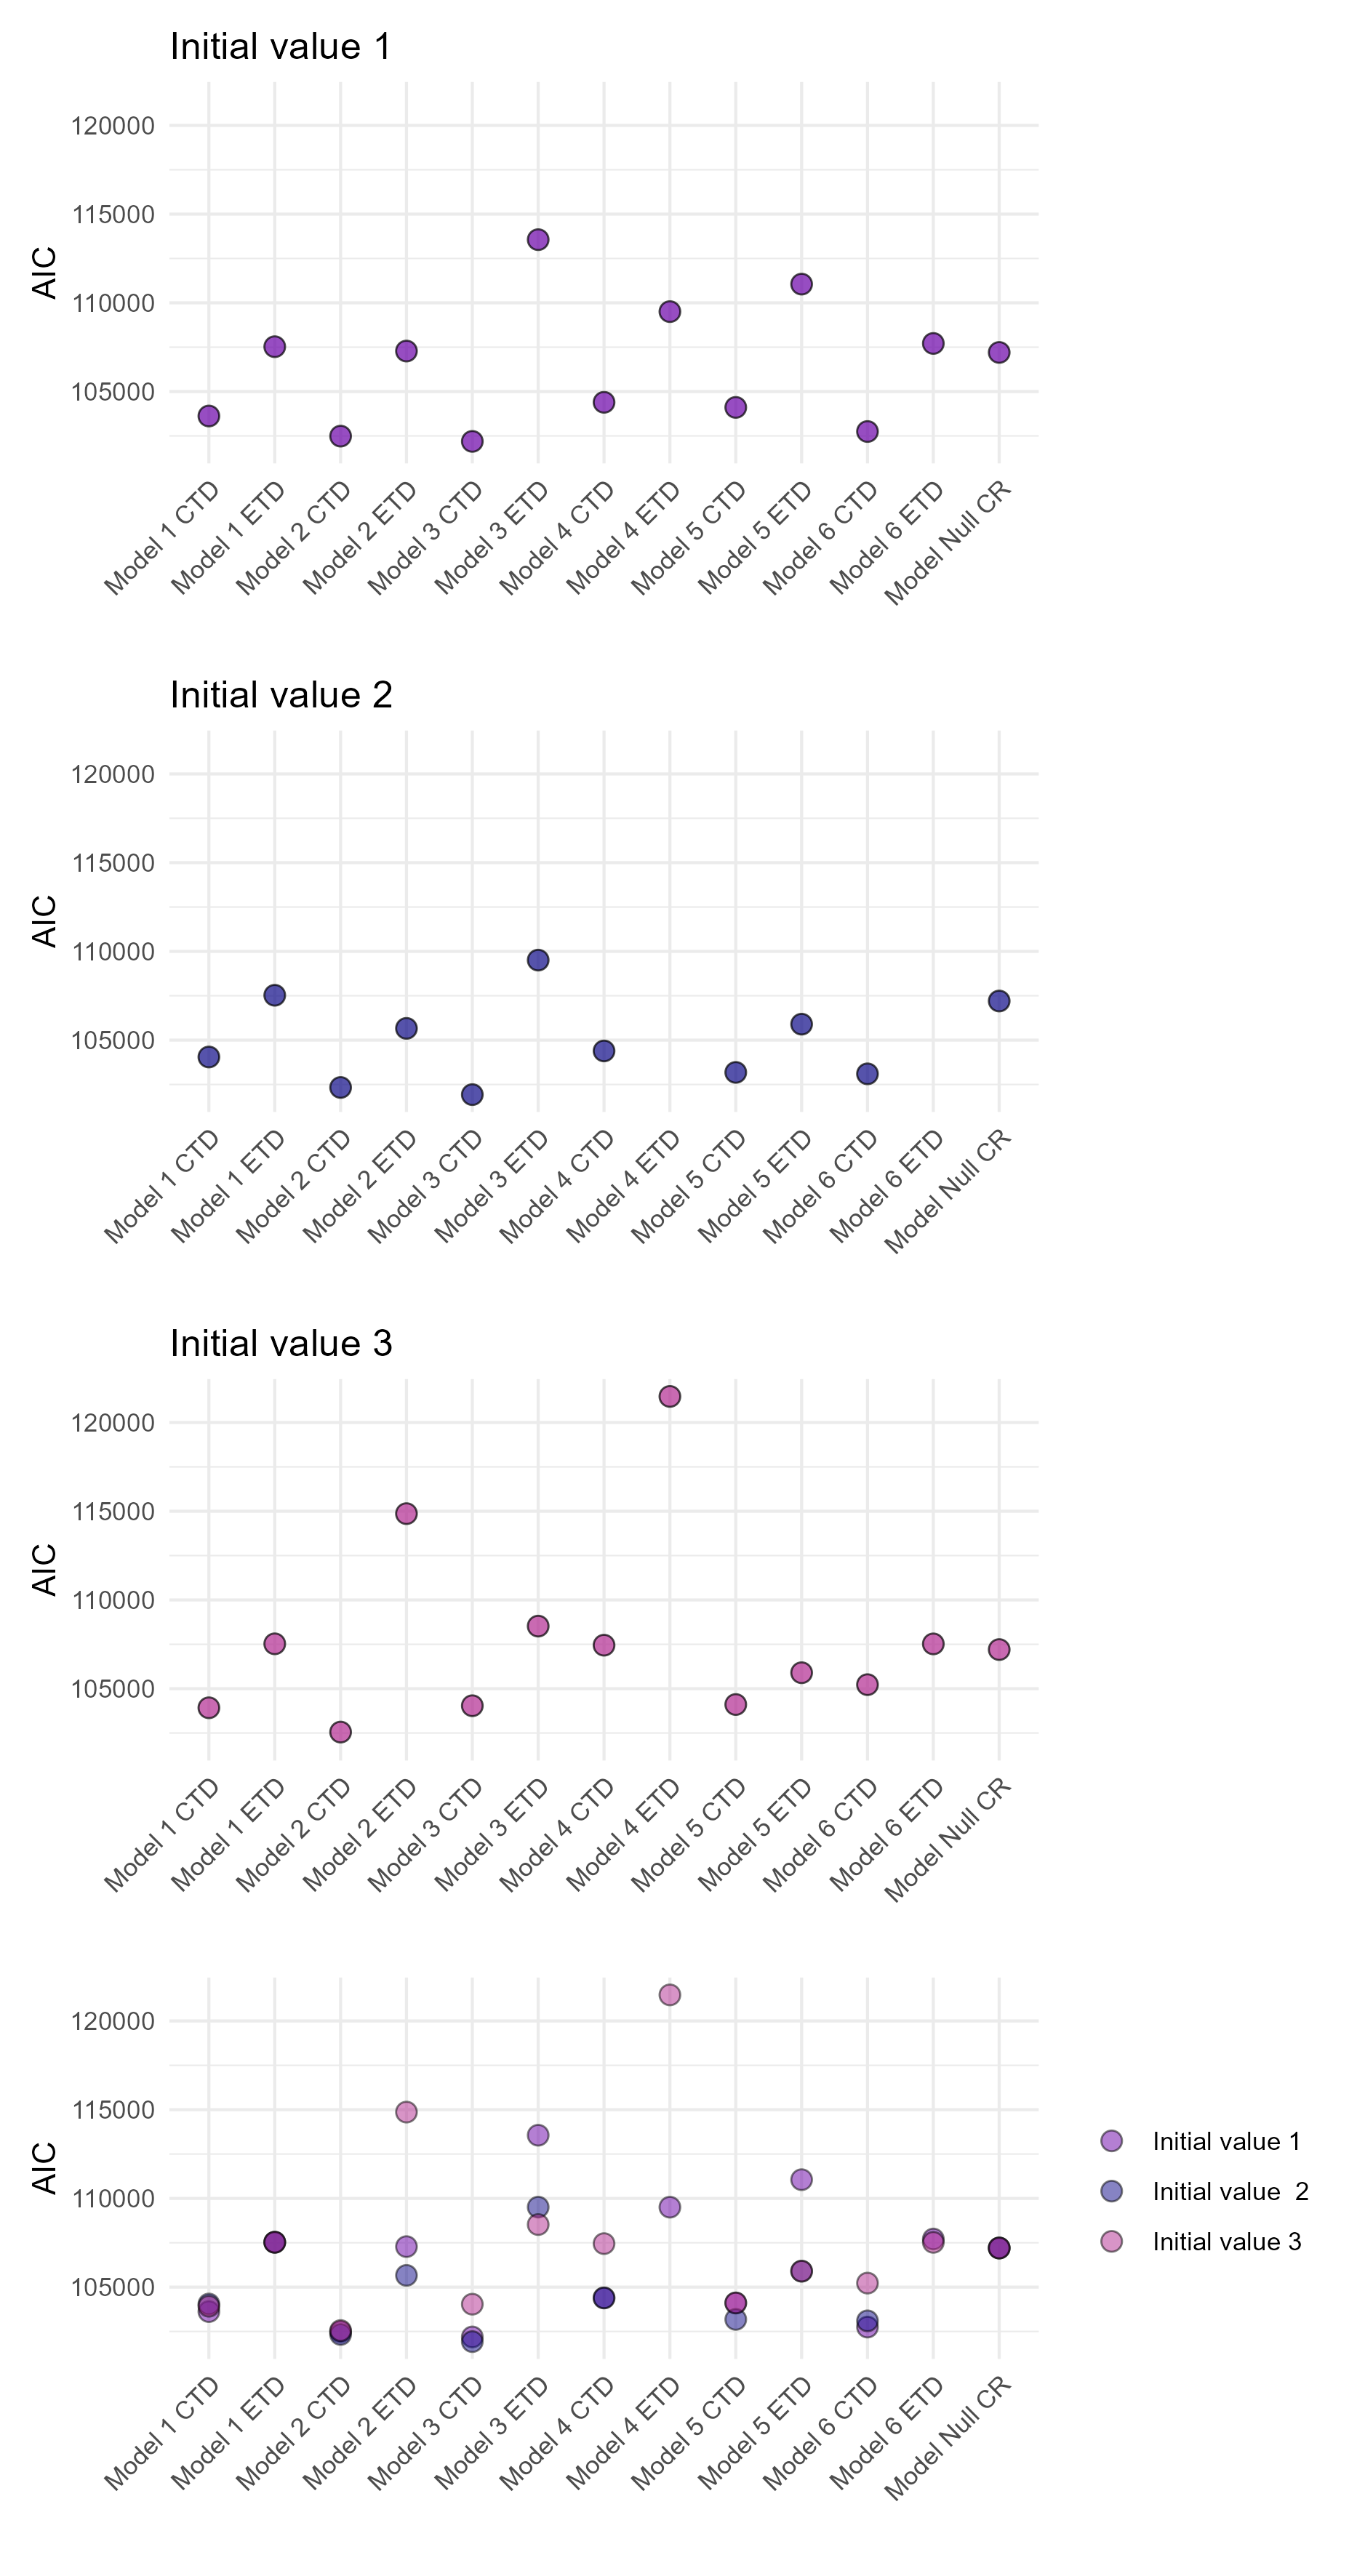 Initial value 1
120000
115000
110000
105000
AIC
Model 1 CTD
Model 1 ETD
Model 2 CTD
Model 2 ETD
Model 3 CTD
Model 3 ETD
Model 4 CTD
Model 4 ETD
Model 5 CTD
Model 5 ETD
Model 6 CTD
Model 6 ETD
Model Null CR
Initial value 2
120000
115000
110000
105000
AIC
Model 1 CTD
Model 1 ETD
Model 2 CTD
Model 2 ETD
Model 3 CTD
Model 3 ETD
Model 4 CTD
Model 4 ETD
Model 5 CTD
Model 5 ETD
Model 6 CTD
Model 6 ETD
Model Null CR
Initial value 3
120000
115000
110000
105000
AIC
Model 1 CTD
Model 1 ETD
Model 2 CTD
Model 2 ETD
Model 3 CTD
Model 3 ETD
Model 4 CTD
Model 4 ETD
Model 5 CTD
Model 5 ETD
Model 6 CTD
Model 6 ETD
Model Null CR
120000
115000
110000
105000
AIC
Model 1 CTD
Model 1 ETD
Model 2 CTD
Model 2 ETD
Model 3 CTD
Model 3 ETD
Model 4 CTD
Model 4 ETD
Model 5 CTD
Model 5 ETD
Model 6 CTD
Model 6 ETD
Model Null CR
Initial value 1
Initial value  2
Initial value 3